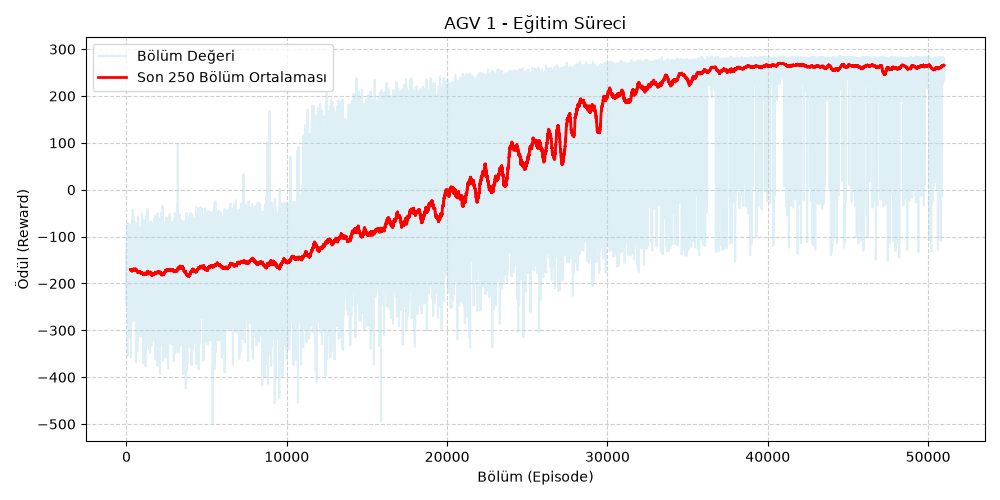 AGV 1 - Eğitim Süreci
Bölüm Değeri
Son 250 Bölüm Ortalaması
Ödül (Reward)
300
200
100
0
−100
−200
−300
−400
−500
0 10000 20000 30000 40000 50000
Bölüm (Episode)